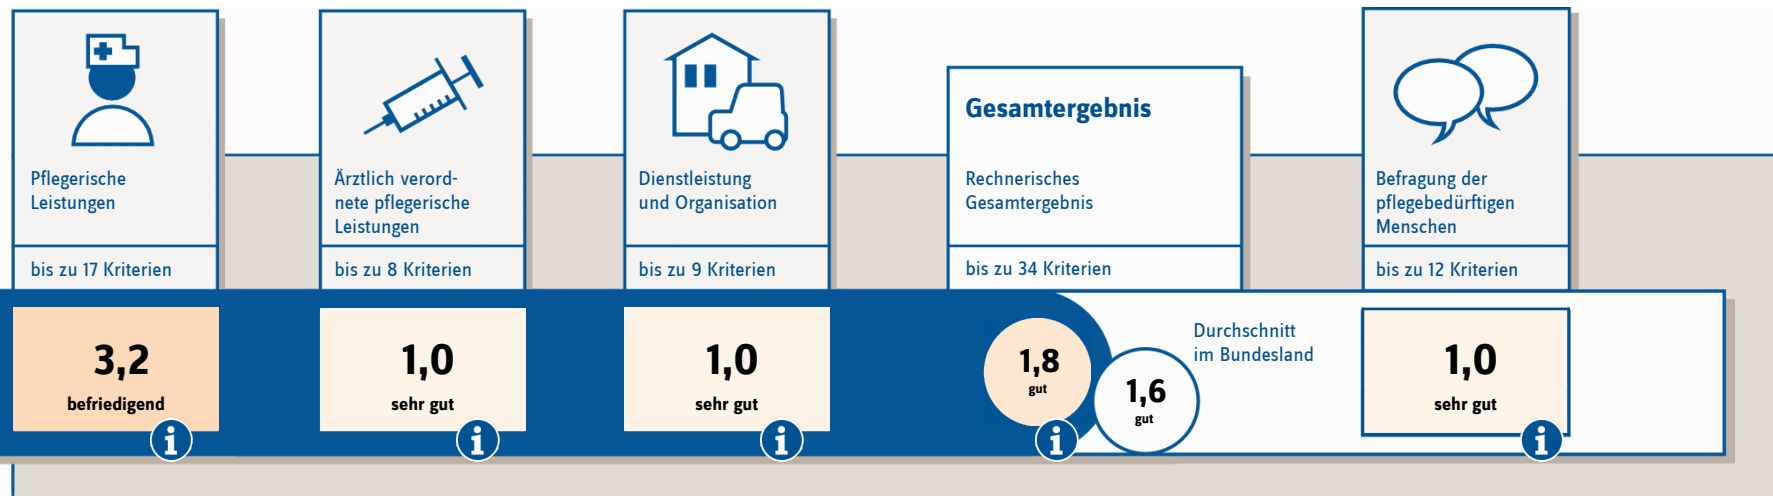 Pflegerische
Leistungen
bis zu 17 Kriterien
3,2
befriedigend
i
Ärztlich verord-
nete pflegerische
Leistungen
bis zu 8 Kriterien
1,0
sehr gut
i
Dienstleistung
und Organisation
bis zu 9 Kriterien
1,0
sehr gut
i
Gesamtergebnis
Rechnerisches
Gesamtergebnis
bis zu 34 Kriterien
1,8
gut
i
Durchschnitt
im Bundesland
1,6
gut
Befragung der
pflegebedürftigen
Menschen
bis zu 12 Kriterien
1,0
sehr gut
i